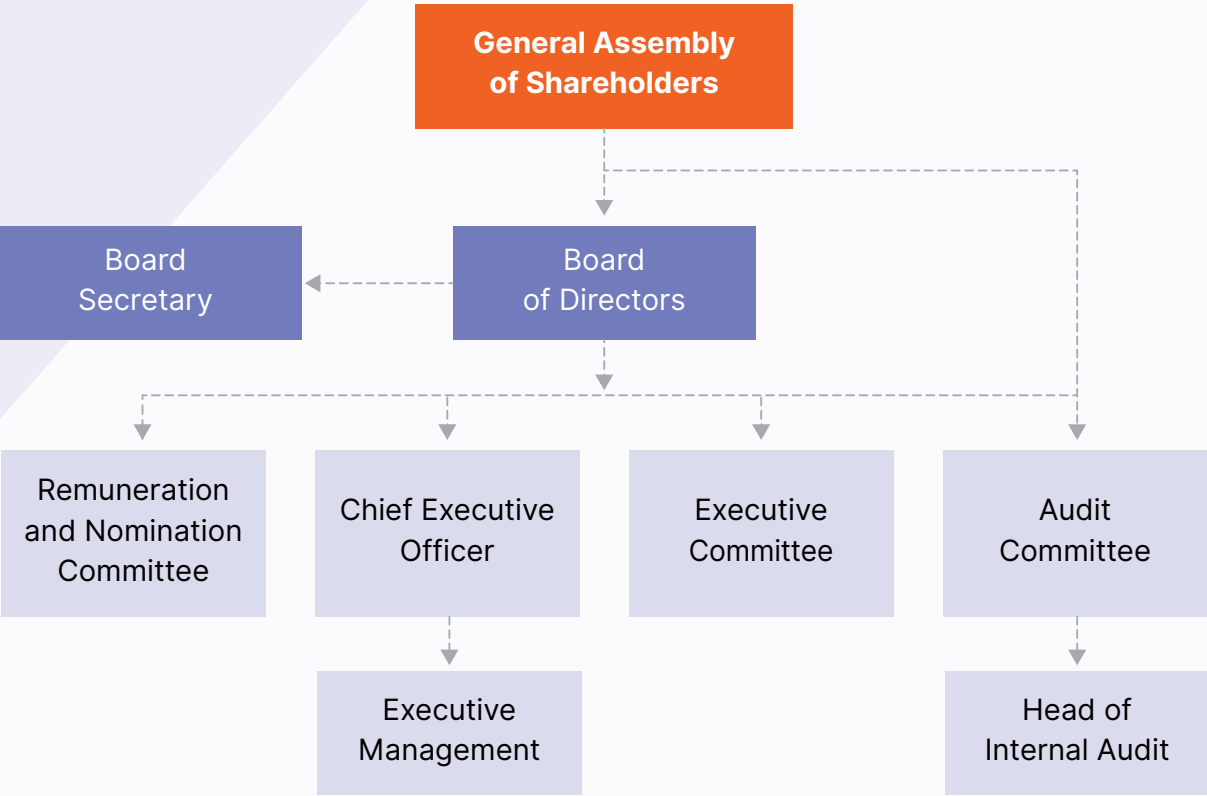 General Assembly
of Shareholders
Board
Secretary
Board
of Directors
Remuneration
and Nomination
Committee
Chief Executive
Officer
Executive
Committee
Audit
Committee
Executive
Management
Head of
Internal Audit